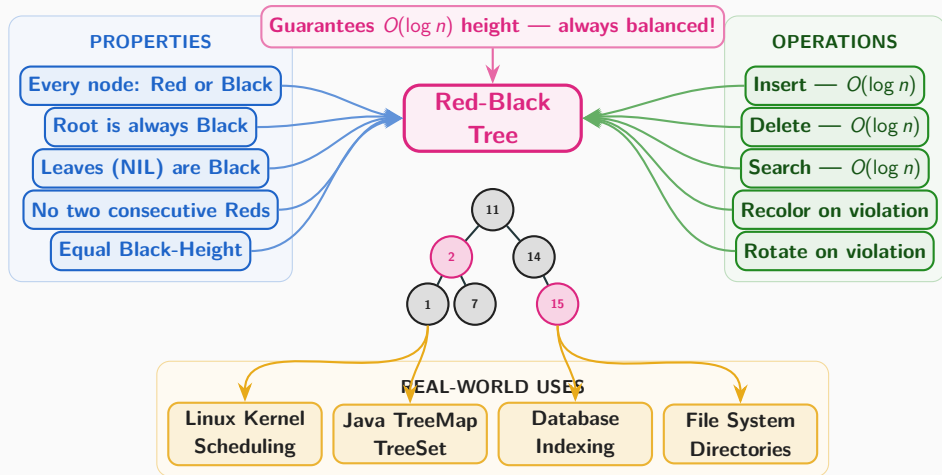 Guarantees O(log n) height — always balanced!
PROPERTIES
Every node: Red or Black
Root is always Black
Leaves (NIL) are Black
No two consecutive Reds
Equal Black-Height
Red-Black
Tree
OPERATIONS
Insert — O(log n)
Delete — O(log n)
Search — O(log n)
Recolor on violation
Rotate on violation
11
2
14
1
7
15
REAL-WORLD USES
Linux Kernel
Scheduling
Java TreeMap
TreeSet
Database
Indexing
File System
Directories